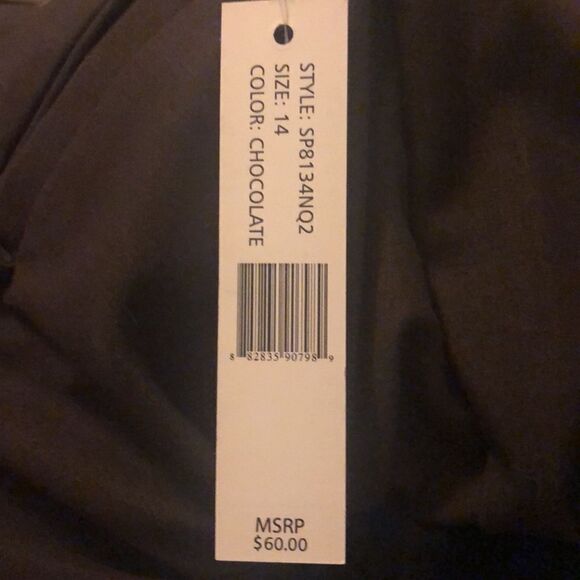 STYLE: SP8134NQ2
SIZE: 14
COLOR: CHOCOLATE
8 82835 90798 9
MSRP
$60.00